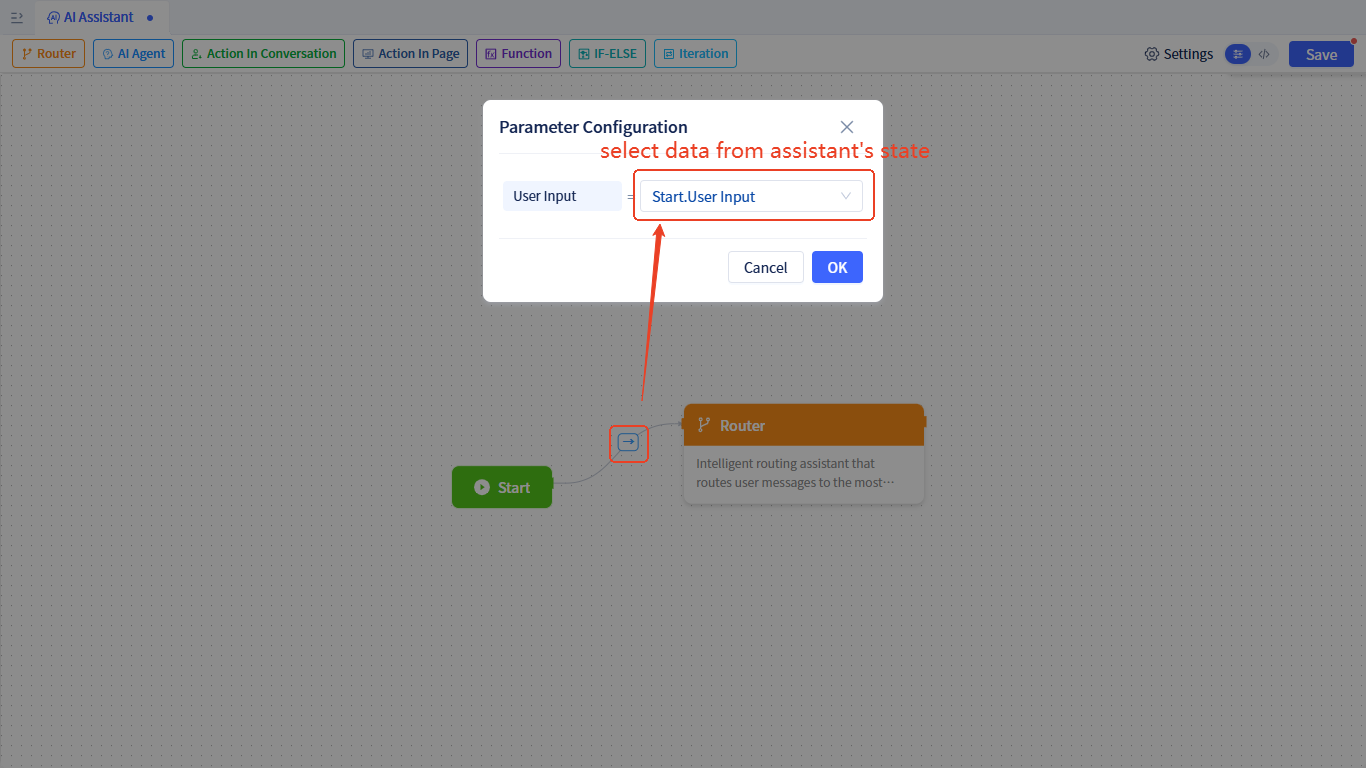 AI Assistant
Router
AI Agent
Action In Conversation
Action In Page
Function
IF-ELSE
Iteration
Settings
Save
Parameter Configuration
select data from assistant's state
User Input
=
Start.User Input
Cancel
OK
Router
Intelligent routing assistant that
routes user messages to the most···
Start